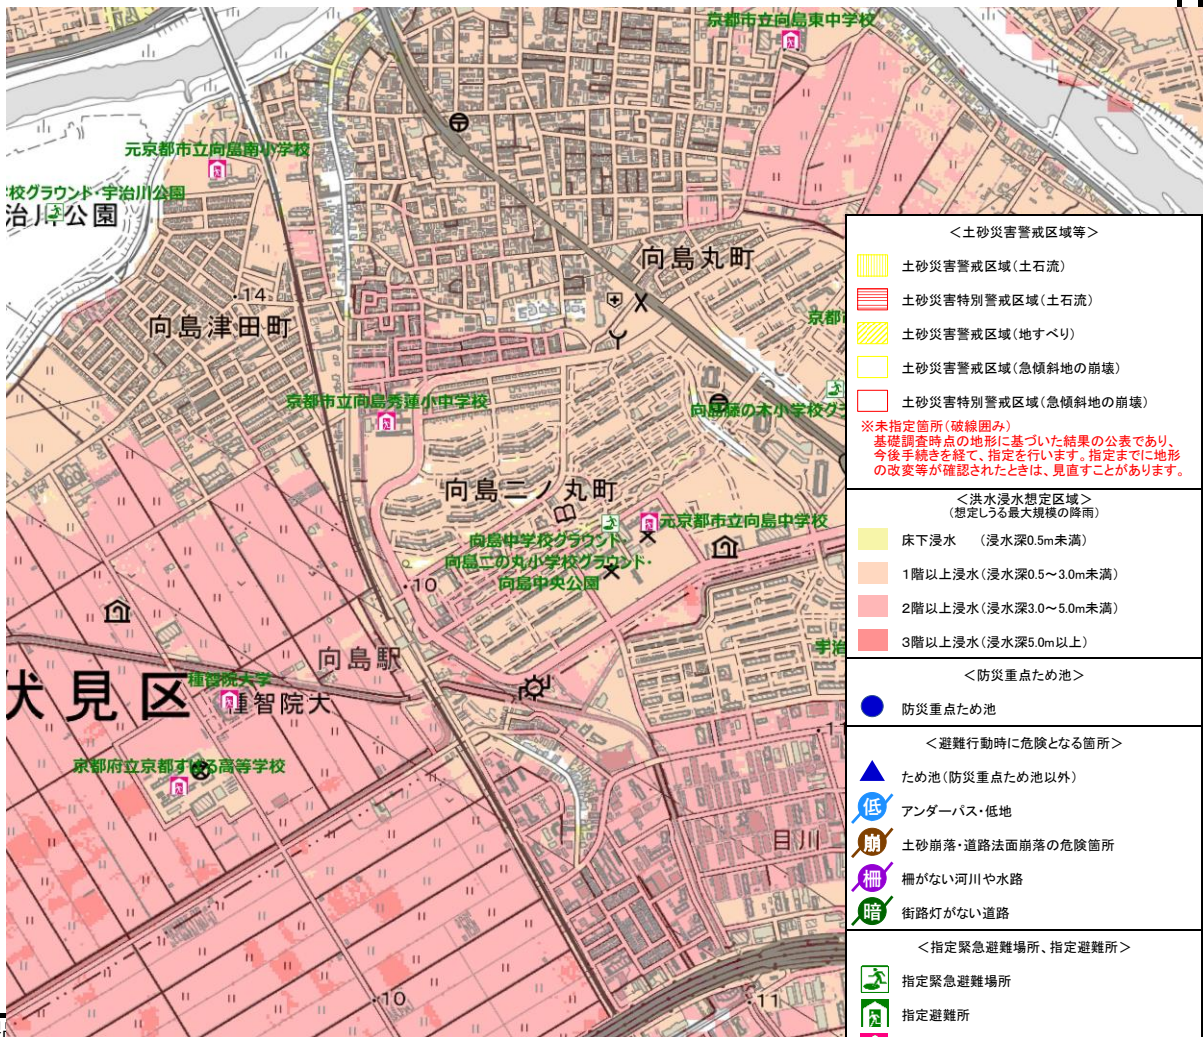 京都市立向島東中学校
元京都市立向島南小学校
校グラウンド・宇治川公園
治川公園
向島丸町
・14
向島津田町
京都
京都市立向島秀蓮小中学校
向島藤の木小学校グラ
向島二ノ丸町
元京都市立向島中学校
向島中学校グラウンド・
向島二の丸小学校グラウンド・
向島中央公園
・10
向島駅
宇治
伏見区
種智院大学
種智院大
京都府立京都すばる高等学校
目川
・10
・11
＜土砂災害警戒区域等＞
土砂災害警戒区域(土石流)
土砂災害特別警戒区域(土石流)
土砂災害警戒区域(地すべり)
土砂災害警戒区域(急傾斜地の崩壊)
土砂災害特別警戒区域(急傾斜地の崩壊)
※未指定箇所(破線囲み)
基礎調査時点の地形に基づいた結果の公表であり、
今後手続きを経て、指定を行います。指定までに地形
の改変等が確認されたときは、見直すことがあります。
＜洪水浸水想定区域＞
(想定しうる最大規模の降雨)
床下浸水　(浸水深0.5m未満)
1階以上浸水(浸水深0.5～3.0m未満)
2階以上浸水(浸水深3.0～5.0m未満)
3階以上浸水(浸水深5.0m以上)
＜防災重点ため池＞
防災重点ため池
＜避難行動時に危険となる箇所＞
ため池(防災重点ため池以外)
低 アンダーパス・低地
崩 土砂崩落・道路法面崩落の危険箇所
柵 柵がない河川や水路
暗 街路灯がない道路
＜指定緊急避難場所、指定避難所＞
指定緊急避難場所
指定避難所